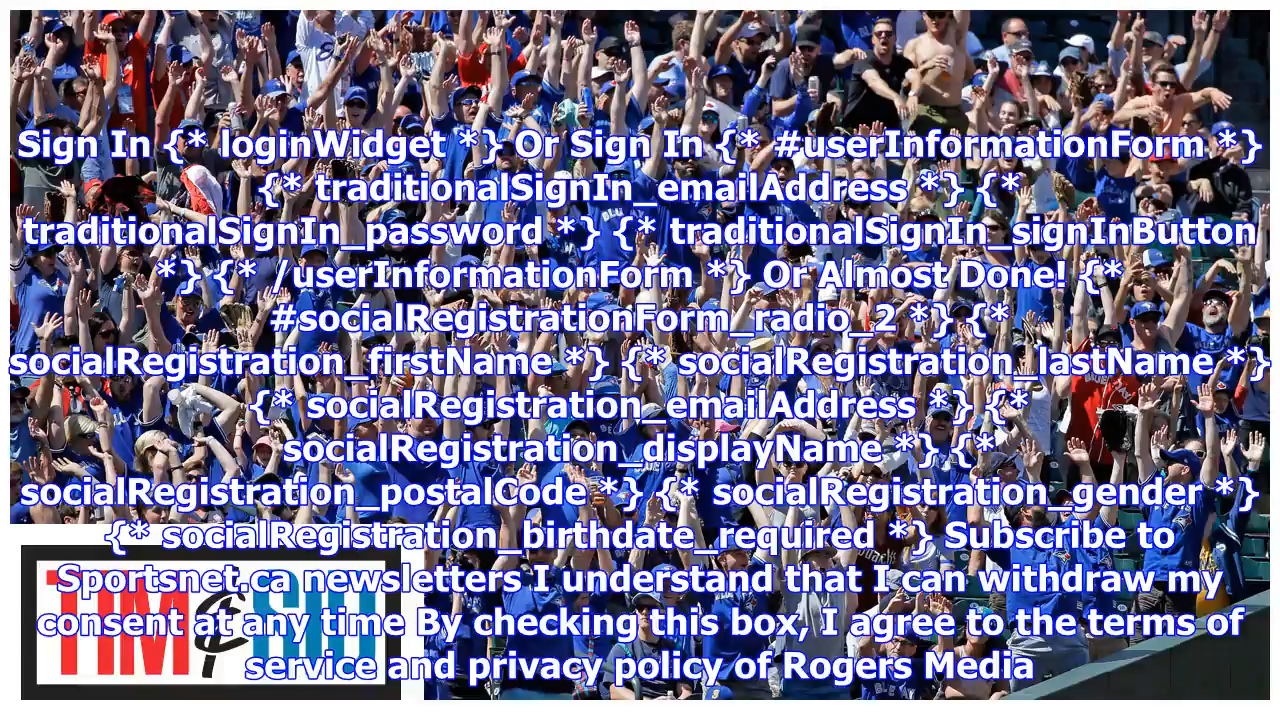 Sign In {* loginWidget *} Or Sign In {* #userInformationForm *}
{* traditionalSignIn_emailAddress *} {*
traditionalSignIn_password *} {* traditionalSignIn_signInButton
*} {* /userInformationForm *} Or Almost Done! {*
#socialRegistrationForm_radio_2 *} {*
socialRegistration_firstName *} {* socialRegistration_lastName *}
{* socialRegistration_emailAddress *} {*
socialRegistration_displayName *} {*
socialRegistration_postalCode *} {* socialRegistration_gender *}
{* socialRegistration_birthdate_required *} Subscribe to
Sportsnet.ca newsletters I understand that I can withdraw my
consent at any time By checking this box, I agree to the terms of
service and privacy policy of Rogers Media
TIM & SID